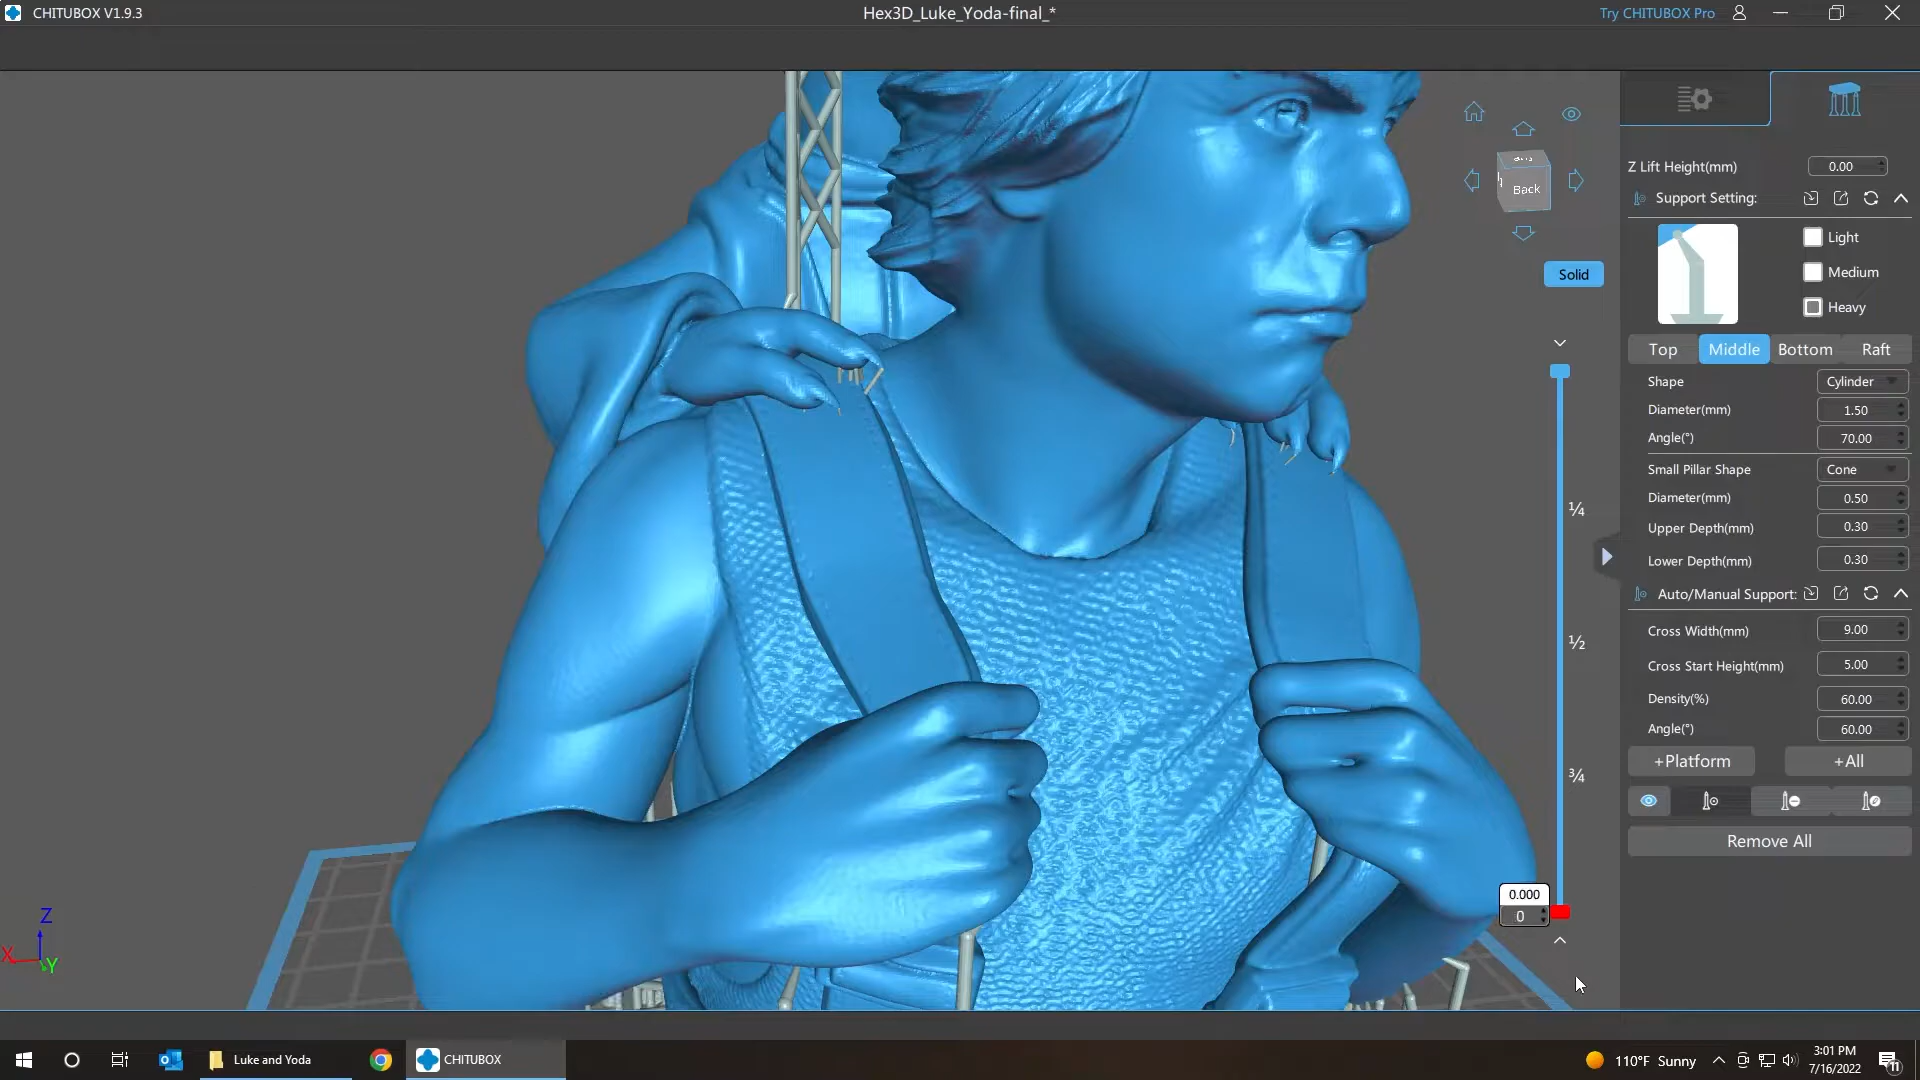 CHITUBOX V1.9.3
Hex3D_Luke_Yoda-final_*
Try CHITUBOX Pro
Z Lift Height(mm) 0.00
Support Setting:
Back
Light
Medium
Heavy
Solid
Top Middle Bottom Raft
Shape Cylinder
Diameter(mm) 1.50
Angle(°) 70.00
Small Pillar Shape Cone
Diameter(mm) 0.50
Upper Depth(mm) 0.30
Lower Depth(mm) 0.30
¼
½
¾
Auto/Manual Support:
Cross Width(mm) 9.00
Cross Start Height(mm) 5.00
Density(%) 60.00
Angle(°) 60.00
+Platform +All
Remove All
0.000
0
Z
X
Y
Luke and Yoda
CHITUBOX
110°F Sunny
3:01 PM
7/16/2022
11